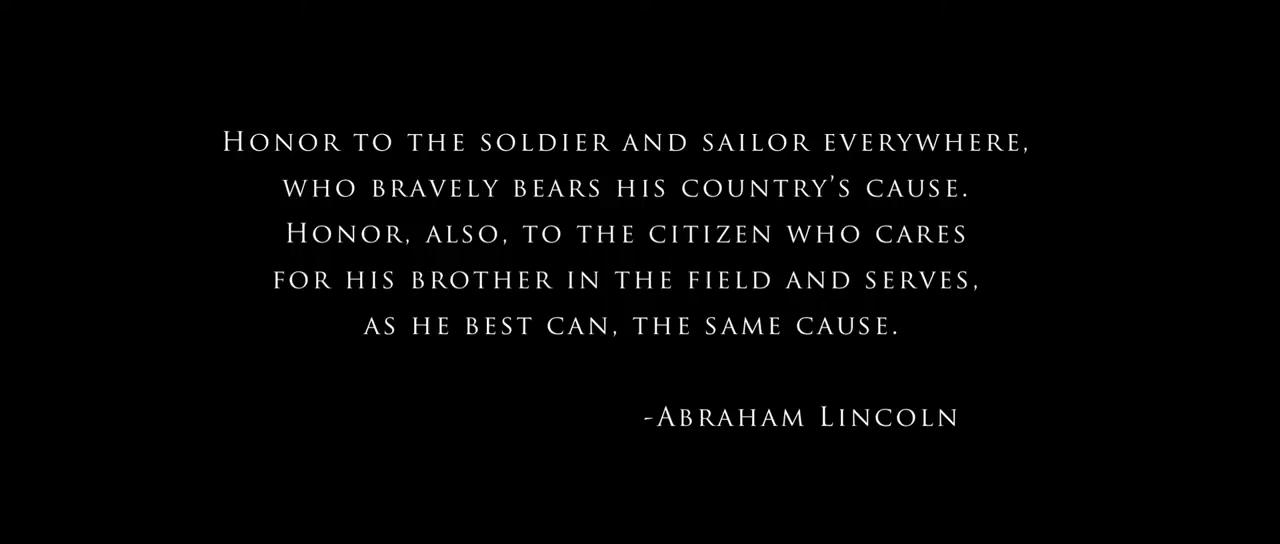 Honor to the soldier and sailor everywhere,
who bravely bears his country's cause.
Honor, also, to the citizen who cares
for his brother in the field and serves,
as he best can, the same cause.
-Abraham Lincoln